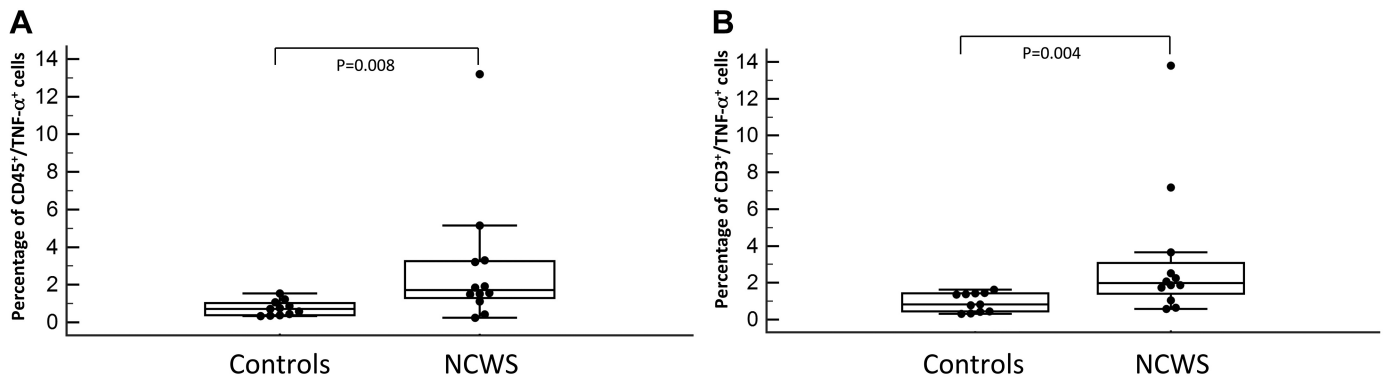 A
Percentage of CD45⁺/TNF-α⁺ cells
14
12
10
8
6
4
2
0
P=0.008
Controls
NCWS
B
Percentage of CD3⁺/TNF-α⁺ cells
14
12
10
8
6
4
2
0
P=0.004
Controls
NCWS